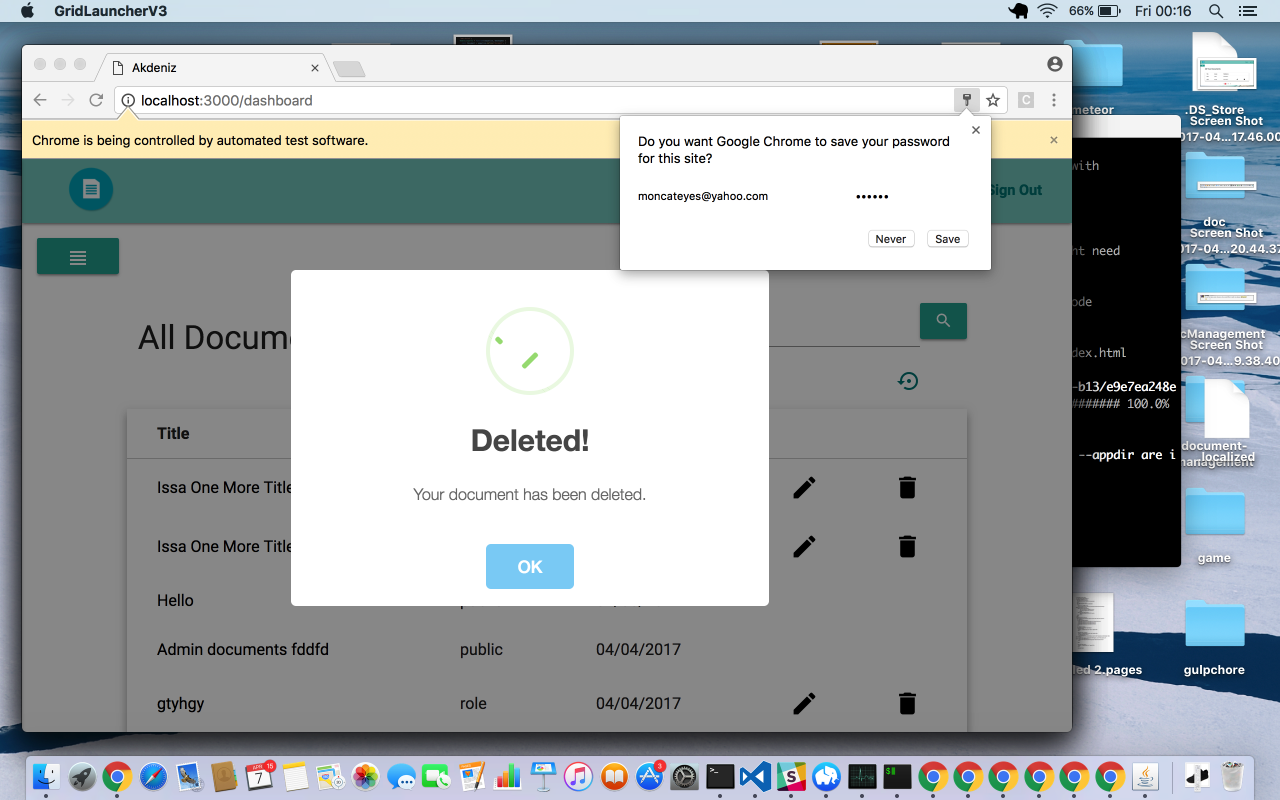 GridLauncherV3
66%
Fri 00:16
Akdeniz
localhost:3000/dashboard
C
Chrome is being controlled by automated test software.
Do you want Google Chrome to save your password
for this site?
moncateyes@yahoo.com
••••••
Never
Save
Sign Out
All Docum
Title
Issa One More Title
Issa One More Title
Hello
Admin documents fddfd
public
04/04/2017
gtyhgy
role
04/04/2017
Deleted!
Your document has been deleted.
OK
with
ht need
ode
dex.html
-b13/e9e7ea248e
####### 100.0%
--appdir are i
meteor
.DS_Store
Screen Shot
017-04...17.46.00
doc
Screen Shot
017-04...20.44.37
cManagement
Screen Shot
017-04...9.38.40
document-
.localized
management
game
led 2.pages
gulpchore
APR
7
15
3